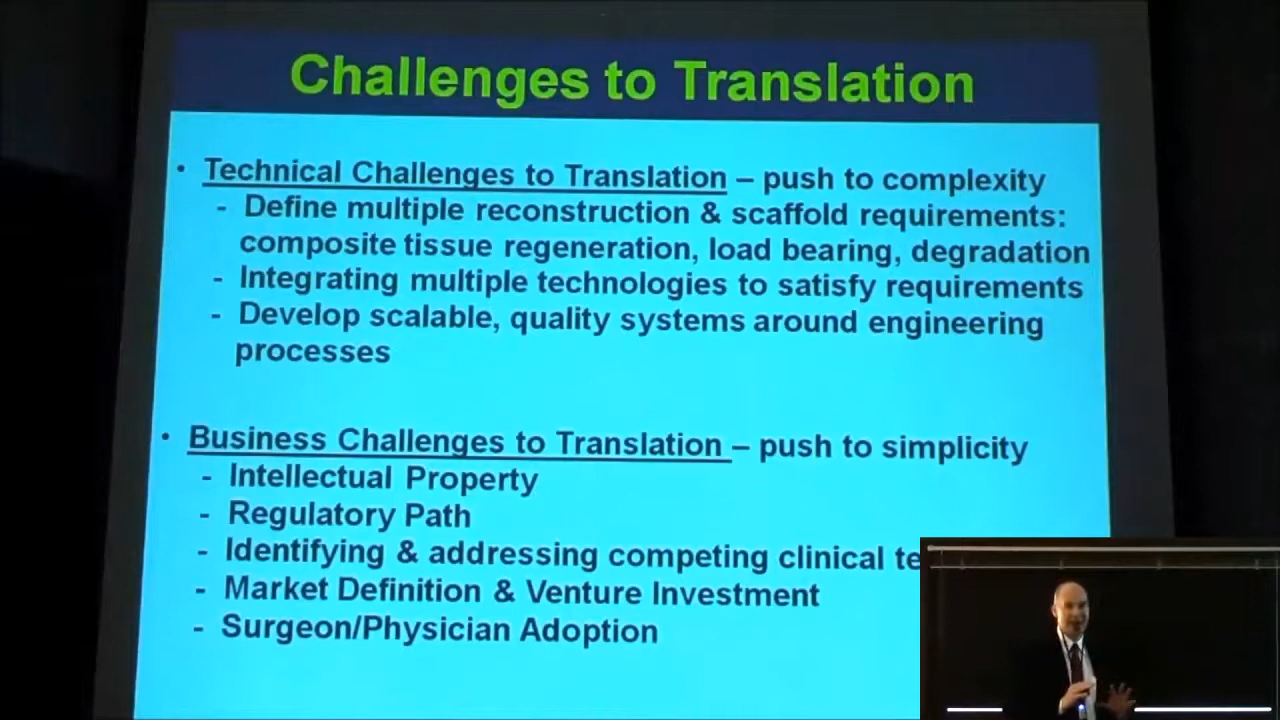 Challenges to Translation
• Technical Challenges to Translation – push to complexity
- Define multiple reconstruction & scaffold requirements:
composite tissue regeneration, load bearing, degradation
- Integrating multiple technologies to satisfy requirements
- Develop scalable, quality systems around engineering
processes
• Business Challenges to Translation – push to simplicity
- Intellectual Property
- Regulatory Path
- Identifying & addressing competing clinical
- Market Definition & Venture Investment
- Surgeon/Physician Adoption